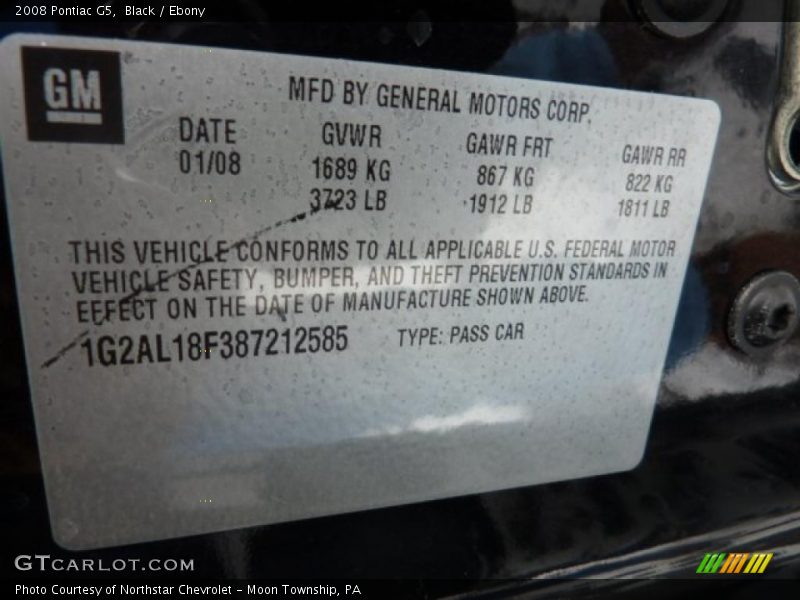 2008 Pontiac G5, Black / Ebony
GM
MFD BY GENERAL MOTORS CORP.
DATE GVWR GAWR FRT GAWR RR
01/08 1689 KG 867 KG 822 KG
3723 LB 1912 LB 1811 LB
THIS VEHICLE CONFORMS TO ALL APPLICABLE U.S. FEDERAL MOTOR
VEHICLE SAFETY, BUMPER, AND THEFT PREVENTION STANDARDS IN
EFFECT ON THE DATE OF MANUFACTURE SHOWN ABOVE.
1G2AL18F387212585 TYPE: PASS CAR
GTCARLOT.COM
Photo Courtesy of Northstar Chevrolet - Moon Township, PA